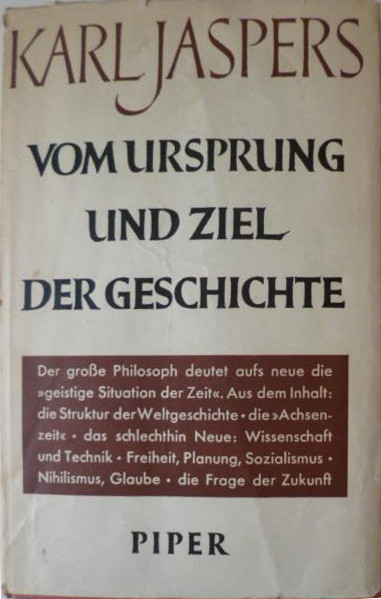 KARL JASPERS
VOM URSPRUNG
UND ZIEL
DER GESCHICHTE
Der große Philosoph deutet aufs neue die
»geistige Situation der Zeit«. Aus dem Inhalt:
die Struktur der Weltgeschichte • die »Achsen-
zeit« • das schlechthin Neue: Wissenschaft
und Technik • Freiheit, Planung, Sozialismus •
Nihilismus, Glaube • die Frage der Zukunft
PIPER